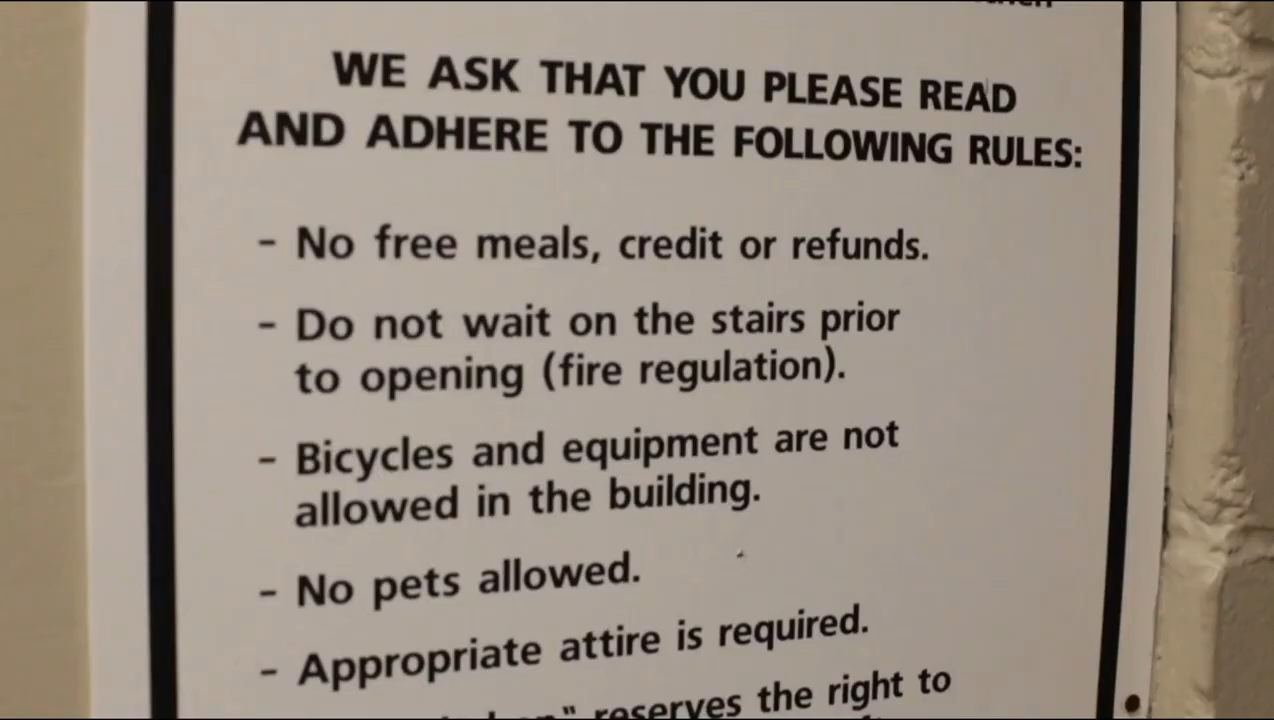 WE ASK THAT YOU PLEASE READ
AND ADHERE TO THE FOLLOWING RULES:
- No free meals, credit or refunds.
- Do not wait on the stairs prior
to opening (fire regulation).
- Bicycles and equipment are not
allowed in the building.
- No pets allowed.
- Appropriate attire is required.
reserves the right to